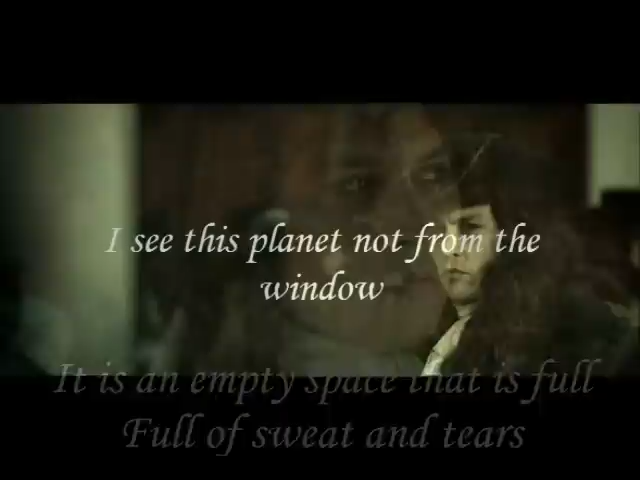 I see this planet not from the
window
It is an empty space that is full
Full of sweat and tears